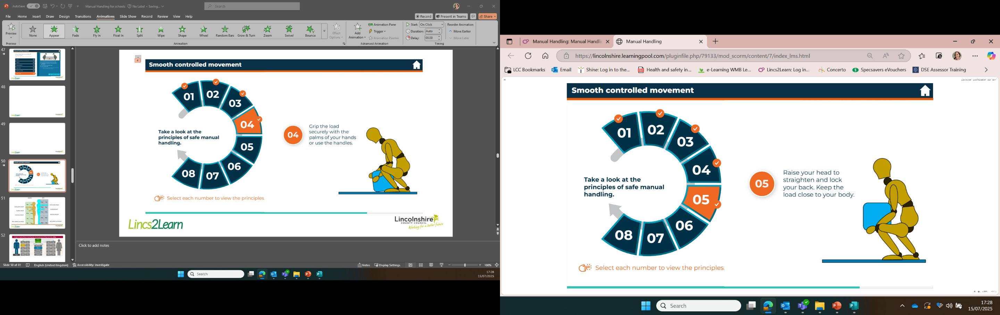 AutoSave
Manual Handling for schools
No Label • Saving...
Search
File
Home
Insert
Draw
Design
Transitions
Animations
Slide Show
Record
Review
View
Help
Record
Present in Teams
Share
Preview
None
Appear
Fade
Fly In
Float In
Split
Wipe
Shape
Wheel
Random Bars
Grow & Turn
Zoom
Swivel
Bounce
Effect
Options
Add
Animation
Animation Pane
Trigger
Animation Painter
Start: On Click
Duration: Auto
Delay: 00.00
Reorder Animation
Move Earlier
Move Later
Preview
Animation
Advanced Animation
Timing
47
48
49
50
51
52
4
Smooth controlled movement
01
02
03
04
05
06
07
08
Take a look at the
principles of safe manual
handling.
04
Grip the load
securely with the
palms of your hands
or use the handles.
Select each number to view the principles.
Lincs2Learn
Lincolnshire
COUNTY COUNCIL
Working for a better future
Click to add notes
Slide 50 of 81
English (United Kingdom)
Accessibility: Investigate
Notes
Display Settings
100%
Search
17:28
15/07/2025
Manual Handling: Manual Handlin
Manual Handling
https://lincolnshire.learningpool.com/pluginfile.php/79133/mod_scorm/content/7/index_lms.html
LCC Bookmarks
Email
Shine: Log in to the...
Health and safety in...
e-Learning WMB Le...
Lincs2Learn: Log in...
Concerto
Specsavers eVouchers
DSE Assessor Training
Smooth controlled movement
01
02
03
04
05
06
07
08
Take a look at the
principles of safe manual
handling.
05
Raise your head to
straighten and lock
your back. Keep the
load close to your body.
Select each number to view the principles.
Search
17:28
15/07/2025